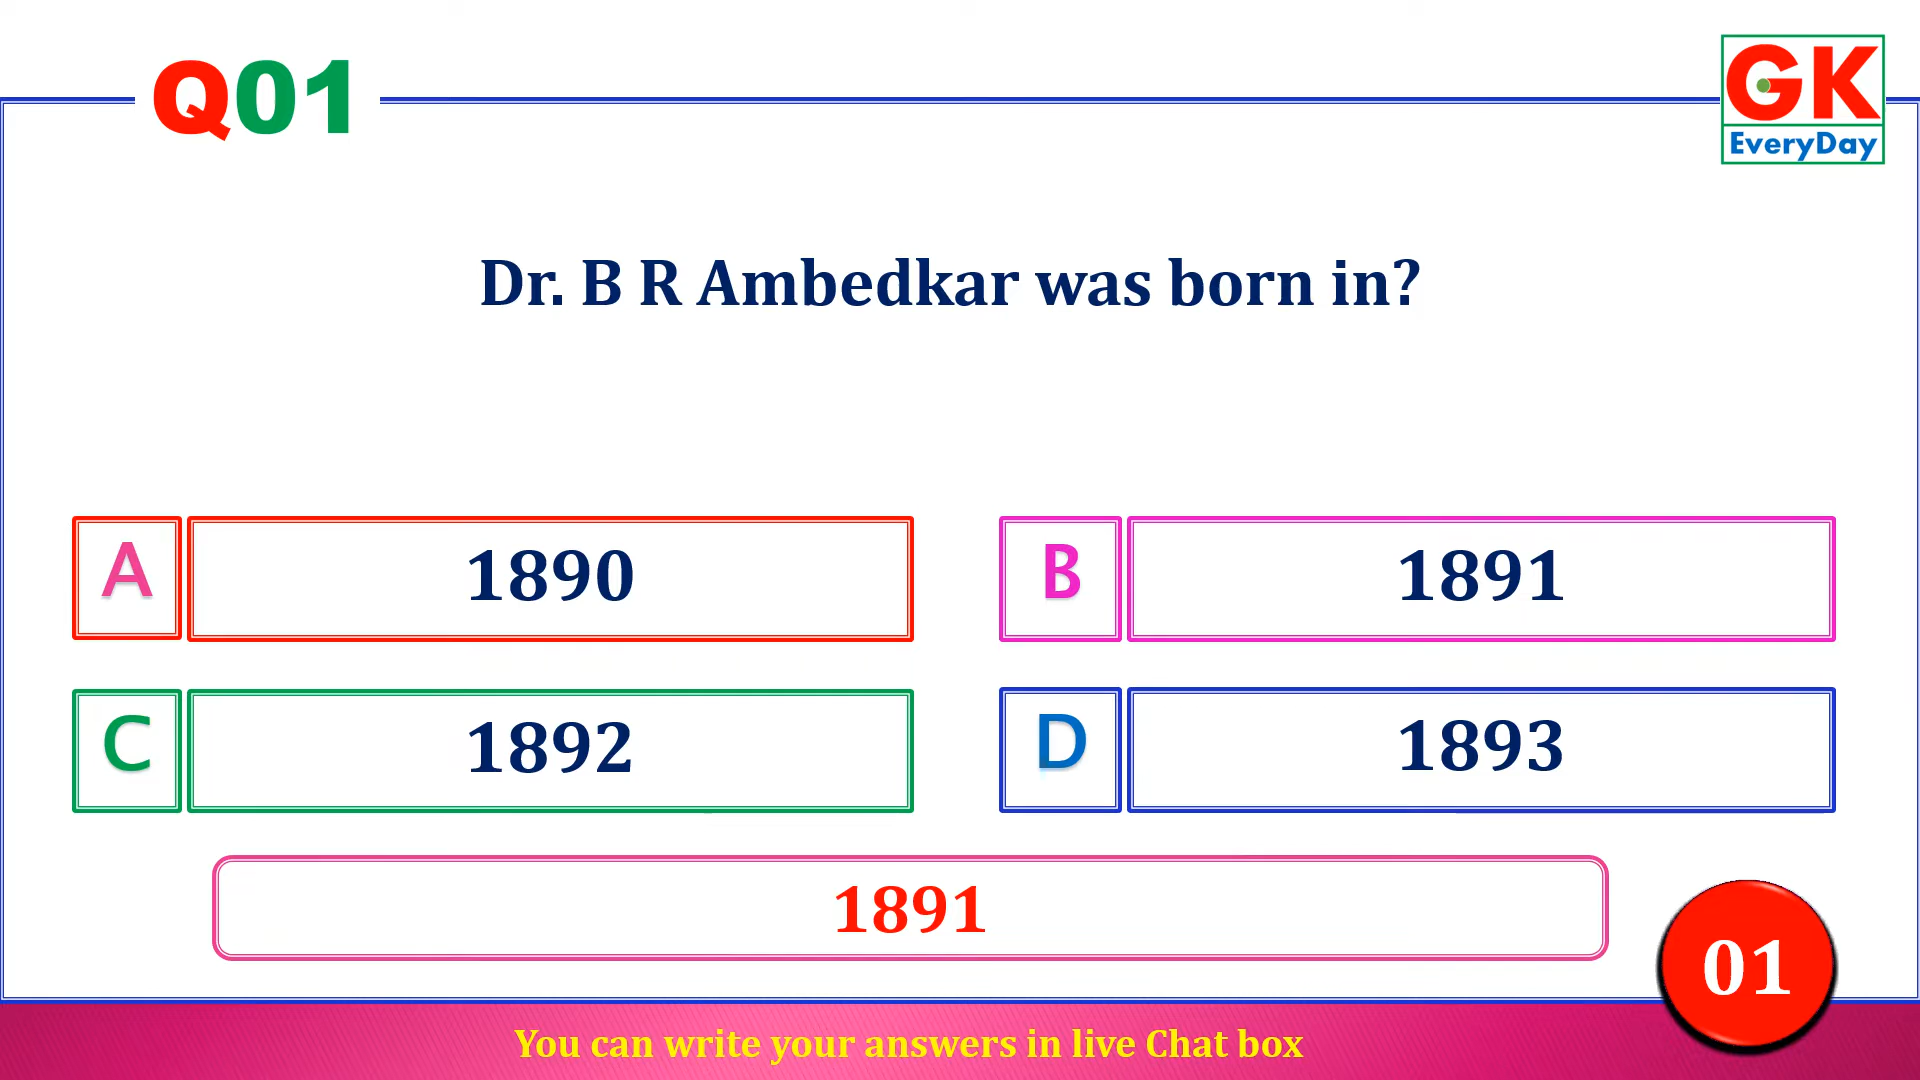 Q01
GK
EveryDay
Dr. B R Ambedkar was born in?
A 1890
B 1891
C 1892
D 1893
1891
01
You can write your answers in live Chat box